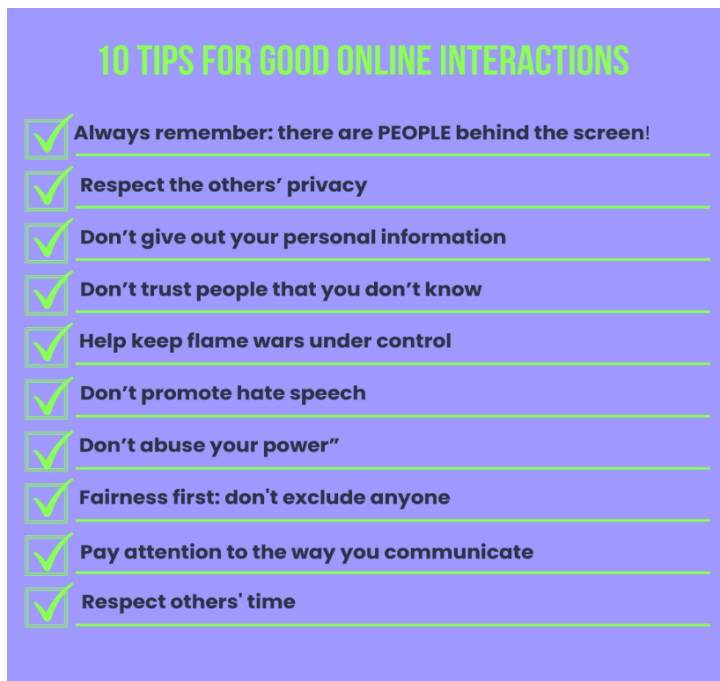 10 TIPS FOR GOOD ONLINE INTERACTIONS
Always remember: there are PEOPLE behind the screen!
Respect the others’ privacy
Don’t give out your personal information
Don’t trust people that you don’t know
Help keep flame wars under control
Don’t promote hate speech
Don’t abuse your power”
Fairness first: don't exclude anyone
Pay attention to the way you communicate
Respect others' time